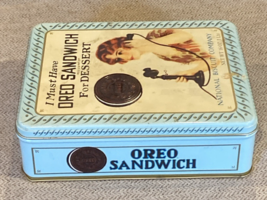 I Must Have
OREO SANDWICH
For DESSERT
NATIONAL BISCUIT COMPANY
OREO
SANDWICH